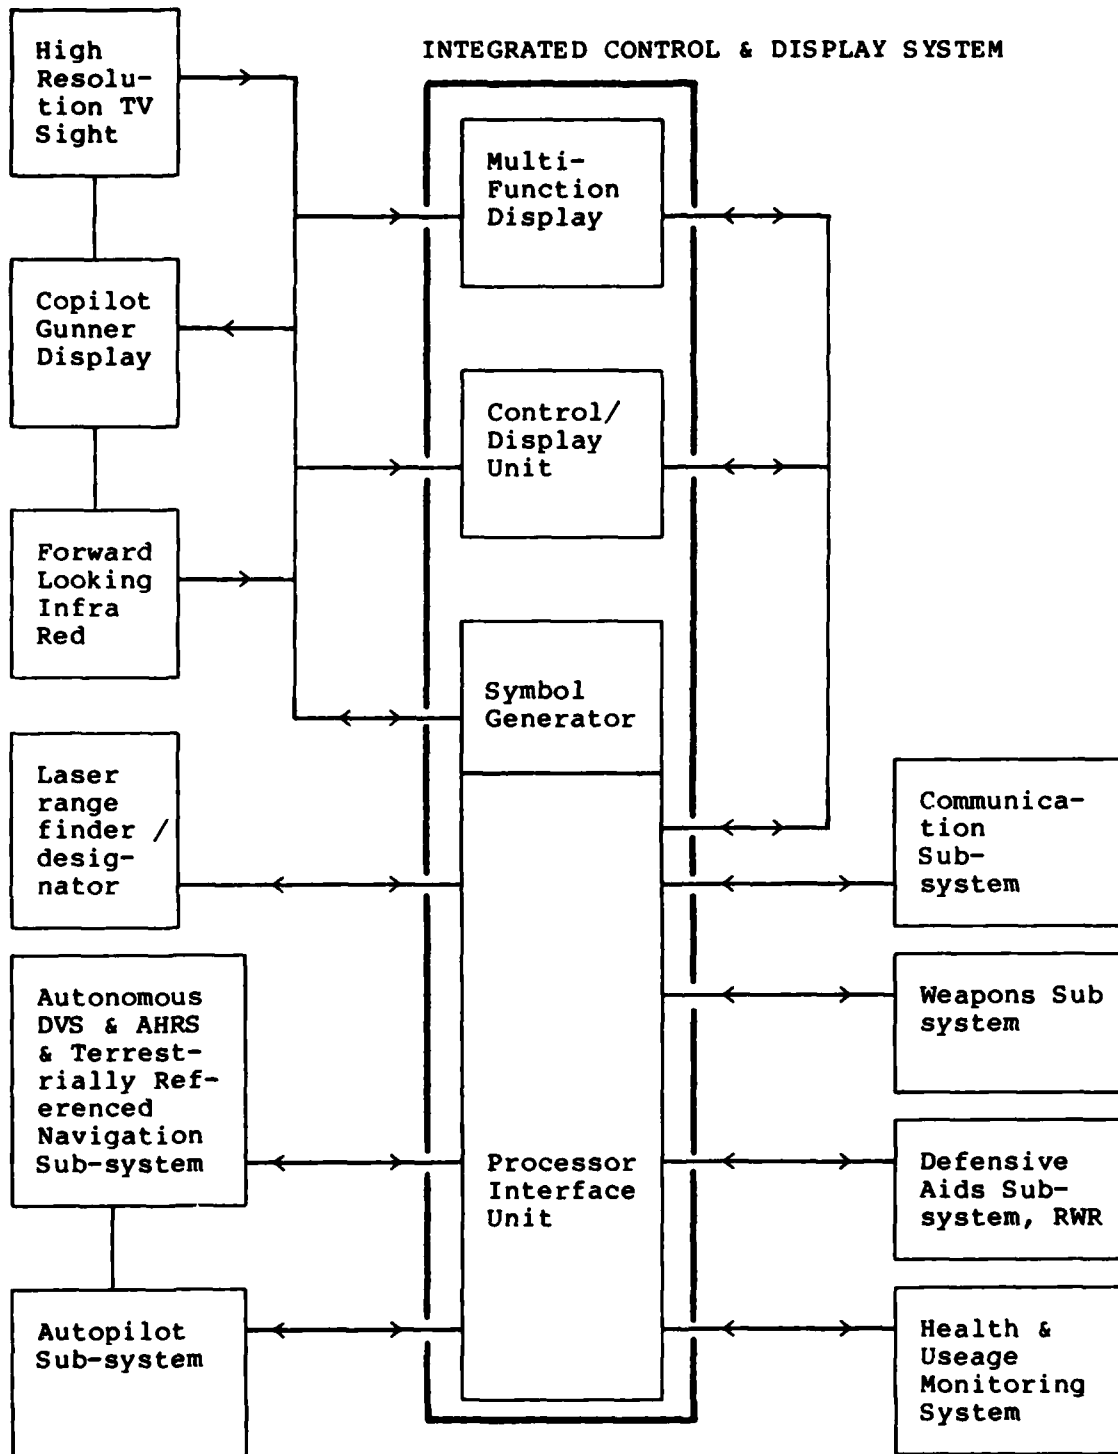 High
Resolu-
tion TV
Sight
INTEGRATED CONTROL & DISPLAY SYSTEM
Multi-
Function
Display
Copilot
Gunner
Display
Control/
Display
Unit
Forward
Looking
Infra
Red
Symbol
Generator
Laser
range
finder /
desig-
nator
Communica-
tion
Sub-
system
Autonomous
DVS & AHRS
& Terrest-
rially Ref-
erenced
Navigation
Sub-system
Weapons Sub
system
Processor
Interface
Unit
Defensive
Aids Sub-
system, RWR
Autopilot
Sub-system
Health &
Useage
Monitoring
System